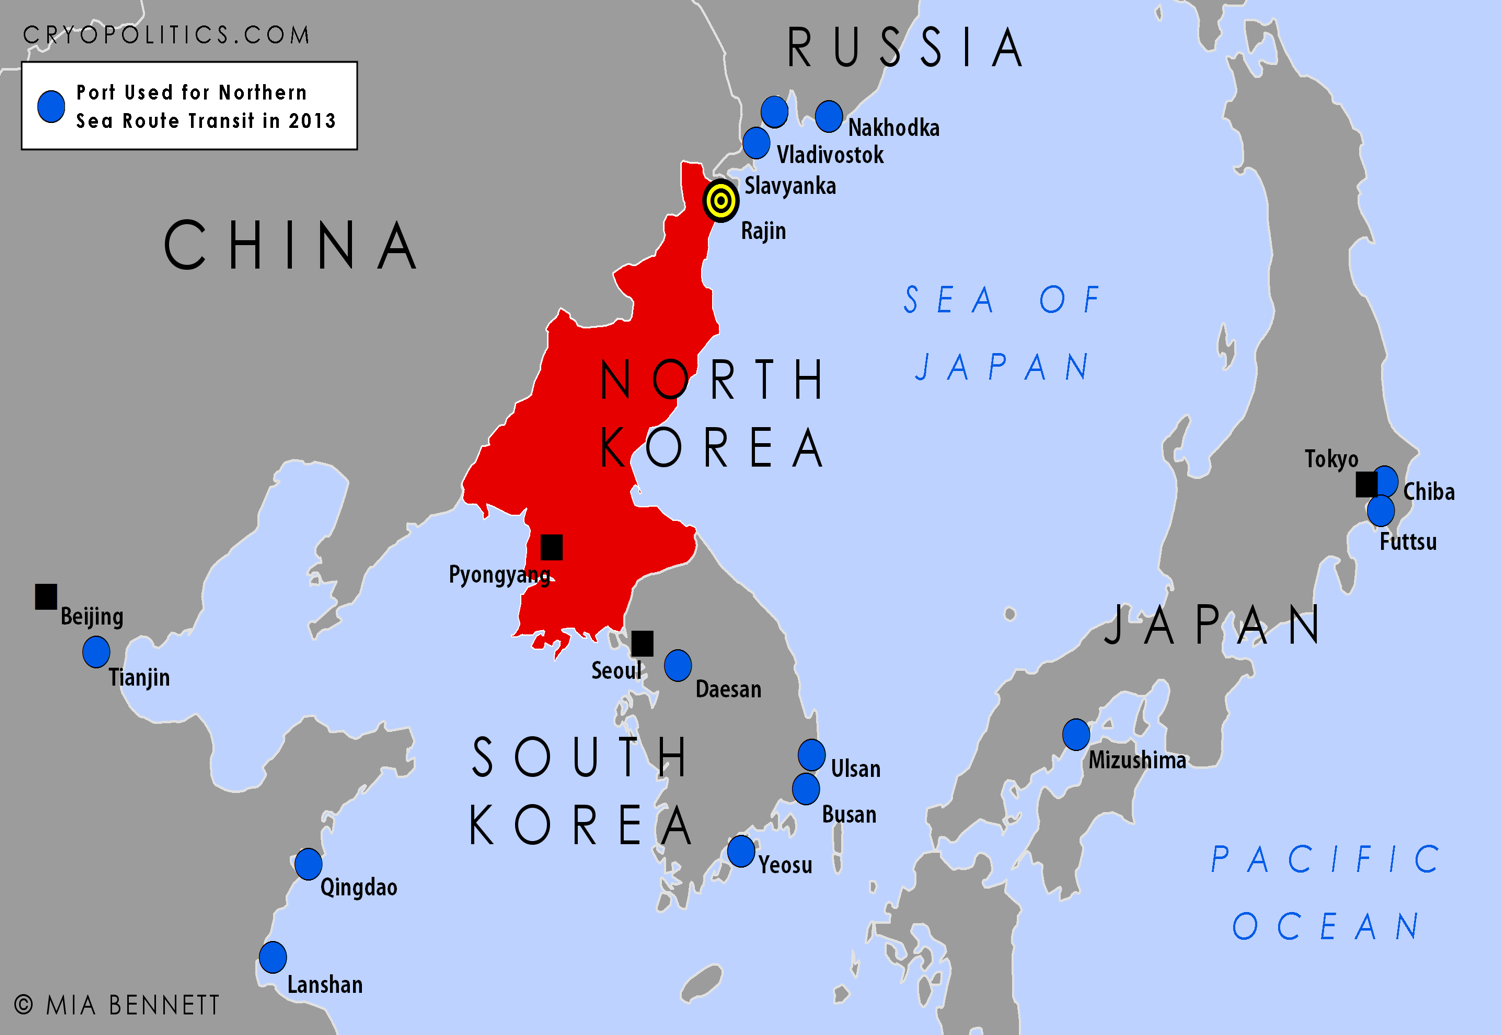 CRYOPOLITICS.COM
Port Used for Northern
Sea Route Transit in 2013
RUSSIA
Nakhodka
Vladivostok
Slavyanka
Rajin
CHINA
SEA OF
JAPAN
NORTH
KOREA
Tokyo
Chiba
Futtsu
Pyongyang
Beijing
Tianjin
JAPAN
Seoul
Daesan
SOUTH
KOREA
Ulsan
Busan
Yeosu
Mizushima
Qingdao
Lanshan
PACIFIC
OCEAN
© MIA BENNETT